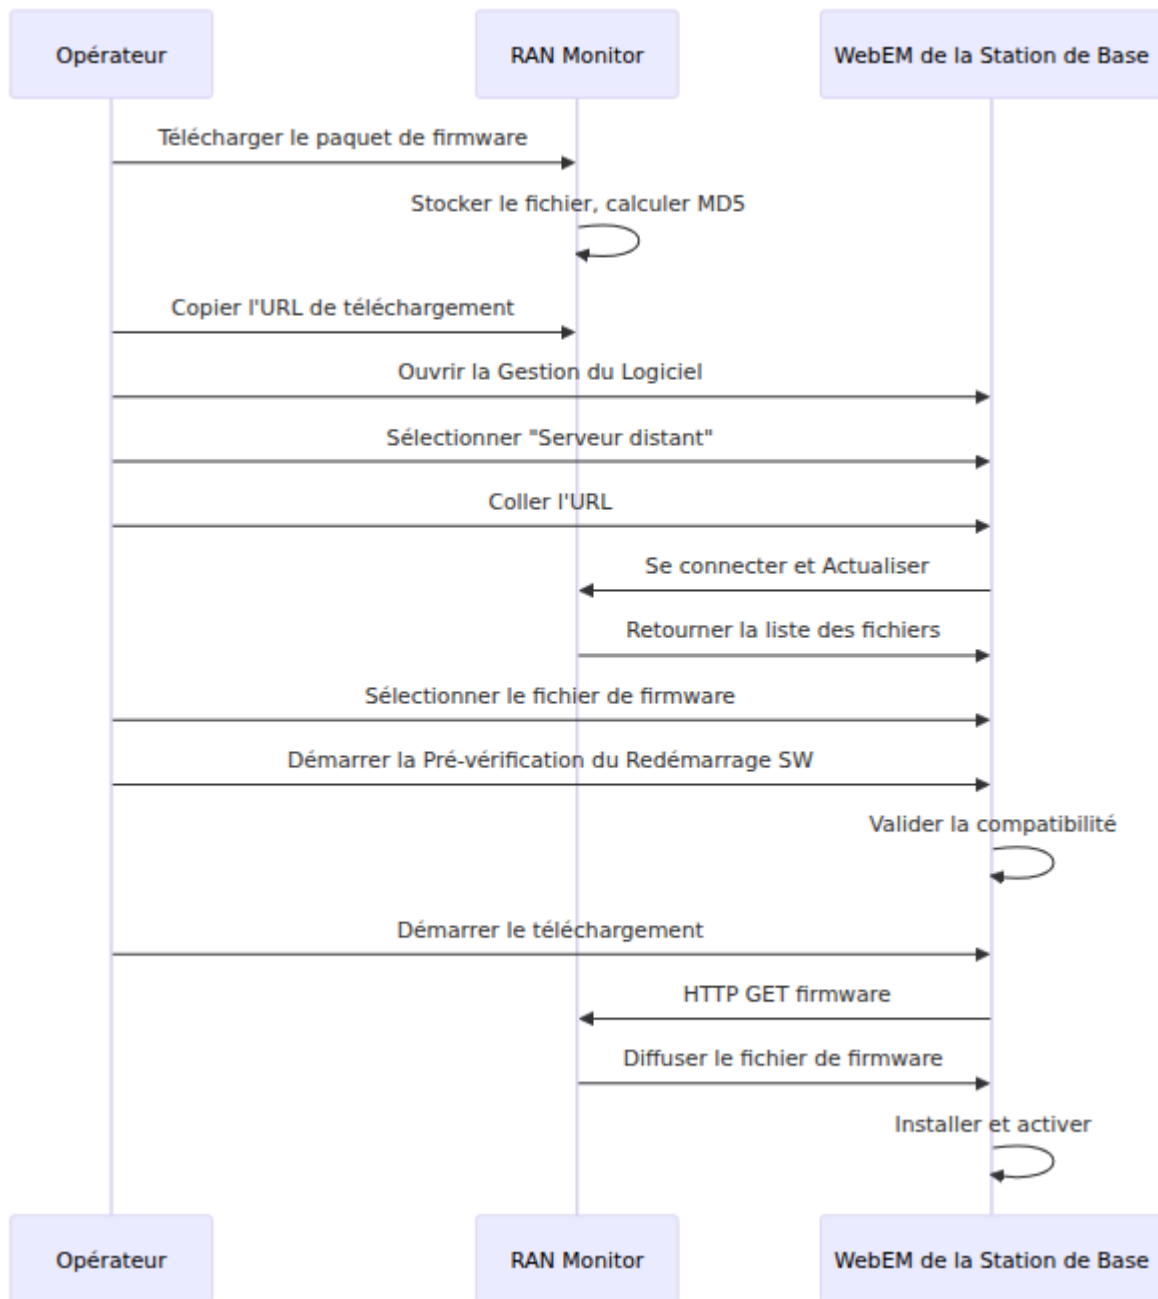 Opérateur
RAN Monitor
WebEM de la Station de Base
Télécharger le paquet de firmware
Stocker le fichier, calculer MD5
Copier l'URL de téléchargement
Ouvrir la Gestion du Logiciel
Sélectionner "Serveur distant"
Coller l'URL
Se connecter et Actualiser
Retourner la liste des fichiers
Sélectionner le fichier de firmware
Démarrer la Pré-vérification du Redémarrage SW
Valider la compatibilité
Démarrer le téléchargement
HTTP GET firmware
Diffuser le fichier de firmware
Installer et activer
Opérateur
RAN Monitor
WebEM de la Station de Base